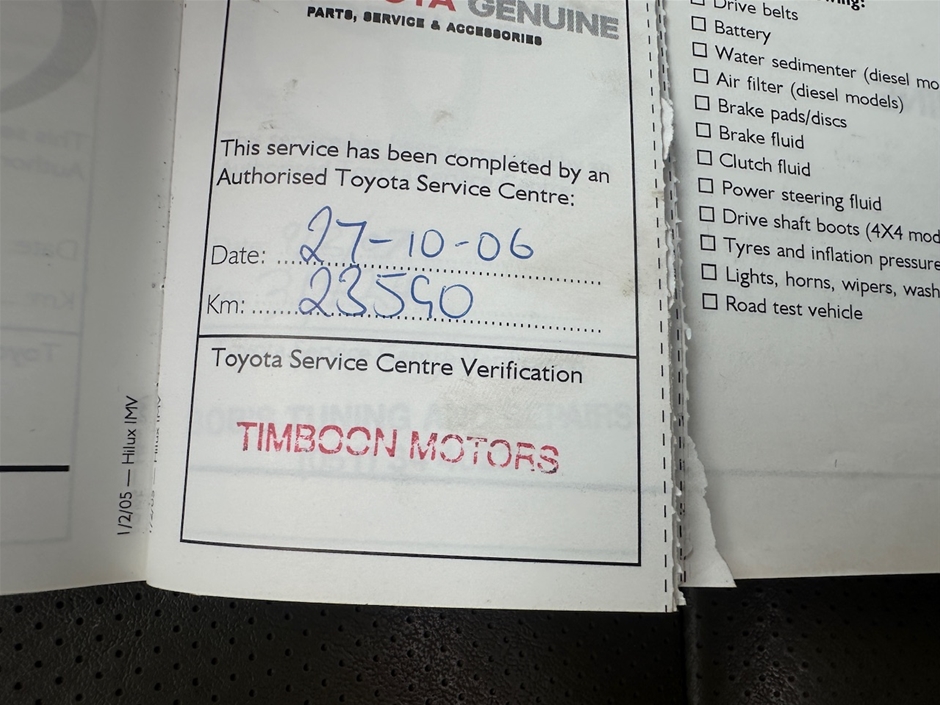 GENUINE
PARTS, SERVICE & ACCESSORIES
This service has been completed by an
Authorised Toyota Service Centre:
Date: 27-10-06
Km: 23590
Toyota Service Centre Verification
TIMBOON MOTORS
1/2/05 — Hilux IMV
Drive belts
Battery
Water sedimenter (diesel mo
Air filter (diesel models)
Brake pads/discs
Brake fluid
Clutch fluid
Power steering fluid
Drive shaft boots (4X4 mod
Tyres and inflation pressure
Lights, horns, wipers, wash
Road test vehicle